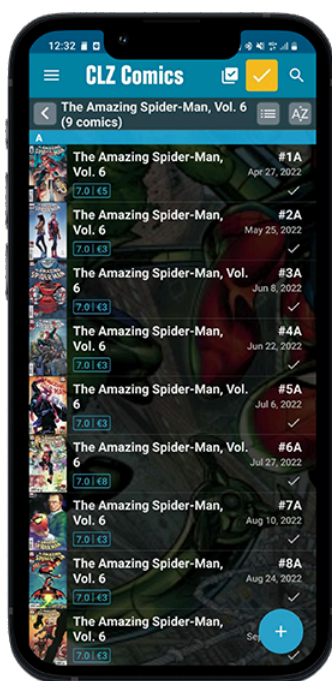 12:32
CLZ Comics
The Amazing Spider-Man, Vol. 6
(9 comics)
A
The Amazing Spider-Man, Vol. 6
#1A
Apr 27, 2022
7.0 | €5
The Amazing Spider-Man, Vol. 6
#2A
May 25, 2022
7.0 | €3
The Amazing Spider-Man, Vol. 6
#3A
Jun 8, 2022
7.0 | €3
The Amazing Spider-Man, Vol. 6
#4A
Jun 22, 2022
7.0 | €3
The Amazing Spider-Man, Vol. 6
#5A
Jul 6, 2022
7.0 | €3
The Amazing Spider-Man, Vol. 6
#6A
Jul 27, 2022
7.0 | €8
The Amazing Spider-Man, Vol. 6
#7A
Aug 10, 2022
7.0 | €3
The Amazing Spider-Man, Vol. 6
#8A
Aug 24, 2022
7.0 | €3
The Amazing Spider-Man, Vol. 6
7.0 | €3